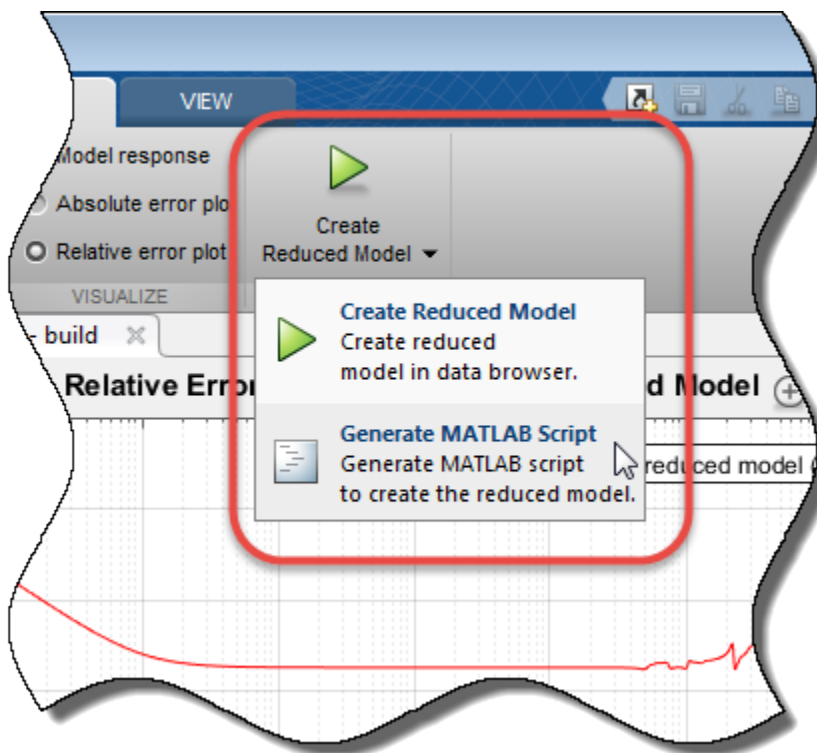 VIEW
Model response
Absolute error plo
Relative error plot
Create
Reduced Model
VISUALIZE
Create Reduced Model
Create reduced
model in data browser.
Generate MATLAB Script
Generate MATLAB script
to create the reduced model.
- build
Relative Erro
d Model
reduced model (